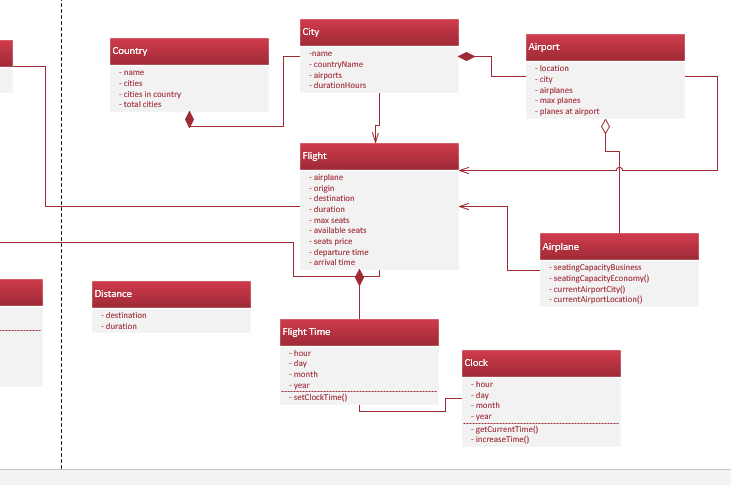 Country
- name
- cities
- cities in country
- total cities
City
-name
- countryName
- airports
- durationHours
Airport
- location
- city
- airplanes
- max planes
- planes at airport
Flight
- airplane
- origin
- destination
- duration
- max seats
- available seats
- seats price
- departure time
- arrival time
Airplane
- seatingCapacityBusiness
- seatingCapacityEconomy()
- currentAirportCity()
- currentAirportLocation()
Distance
- destination
- duration
Flight Time
- hour
- day
- month
- year
- setClockTime()
Clock
- hour
- day
- month
- year
- getCurrentTime()
- increaseTime()